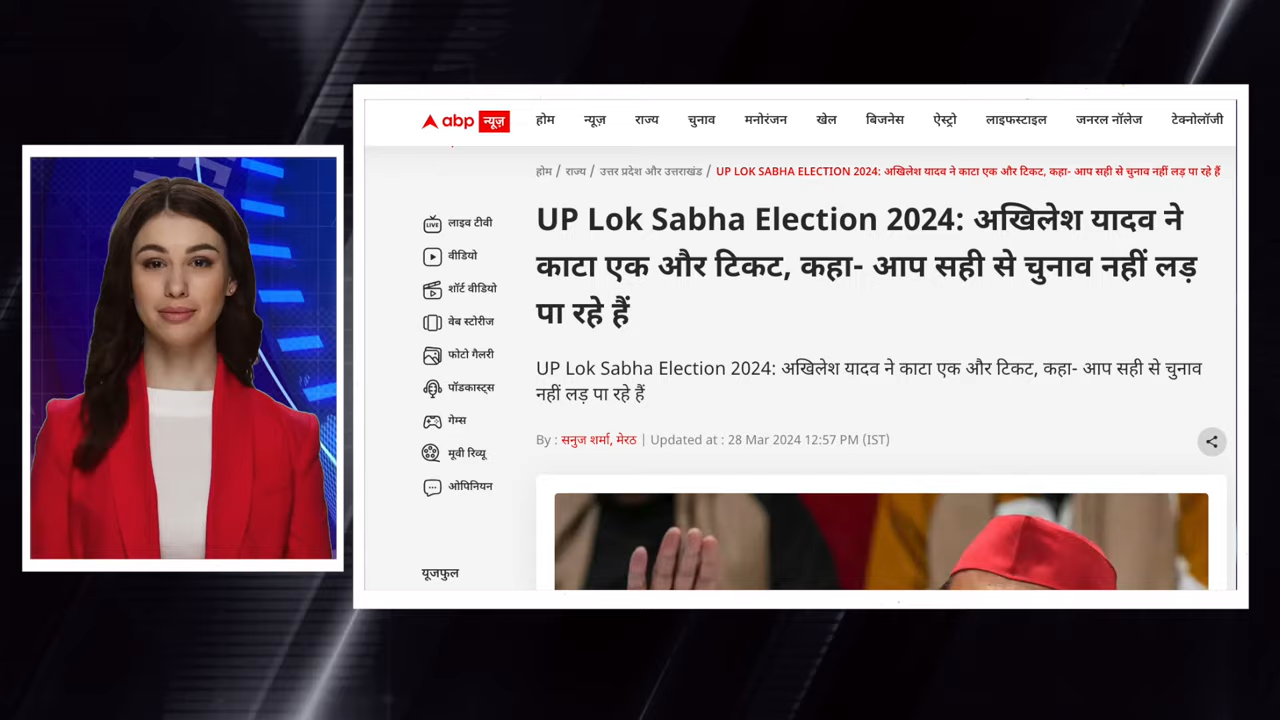 abp न्यूज़
होम न्यूज़ राज्य चुनाव मनोरंजन खेल बिजनेस ऐस्ट्रो लाइफस्टाइल जनरल नॉलेज टेक्नोलॉजी
होम / राज्य / उत्तर प्रदेश और उत्तराखंड / UP LOK SABHA ELECTION 2024: अखिलेश यादव ने काटा एक और टिकट, कहा- आप सही से चुनाव नहीं लड़ पा रहे हैं
UP Lok Sabha Election 2024: अखिलेश यादव ने
काटा एक और टिकट, कहा- आप सही से चुनाव नहीं लड़
पा रहे हैं
UP Lok Sabha Election 2024: अखिलेश यादव ने काटा एक और टिकट, कहा- आप सही से चुनाव
नहीं लड़ पा रहे हैं
By : सनुज शर्मा, मेरठ | Updated at : 28 Mar 2024 12:57 PM (IST)
LIVE लाइव टीवी
वीडियो
शॉर्ट वीडियो
वेब स्टोरीज
फोटो गैलरी
पॉडकास्ट्स
गेम्स
मूवी रिव्यू
ओपिनियन
यूजफुल